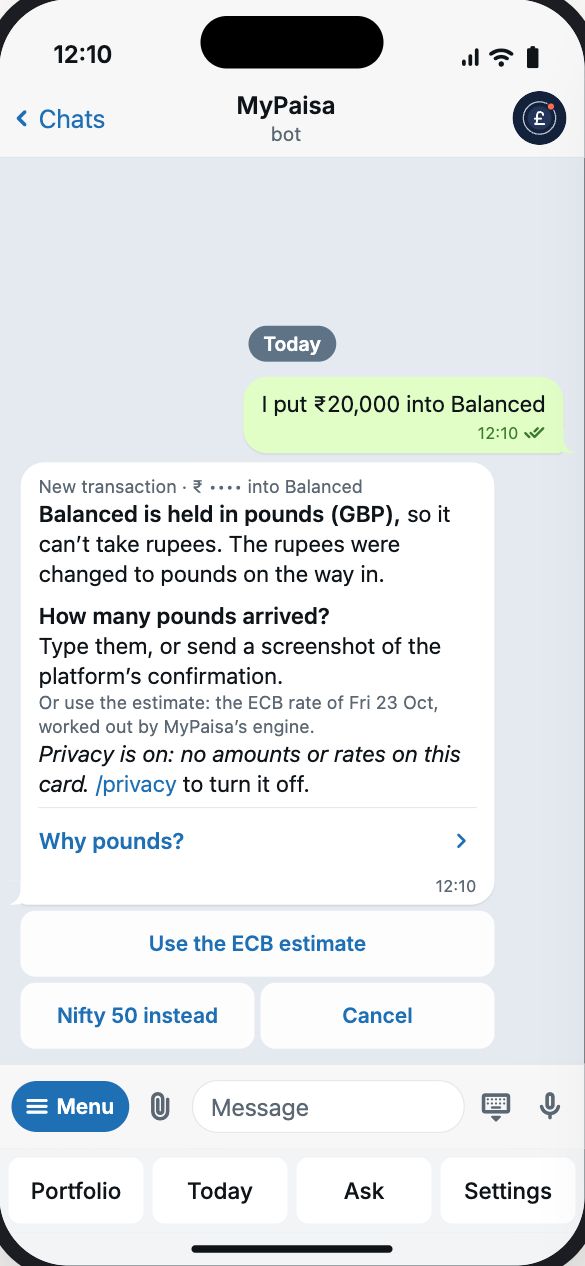 12:10
Chats
MyPaisa
bot
£
Today
I put ₹20,000 into Balanced
12:10
New transaction · ₹ •••• into Balanced
Balanced is held in pounds (GBP), so it
can’t take rupees. The rupees were
changed to pounds on the way in.
How many pounds arrived?
Type them, or send a screenshot of the
platform’s confirmation.
Or use the estimate: the ECB rate of Fri 23 Oct,
worked out by MyPaisa’s engine.
Privacy is on: no amounts or rates on this
card. /privacy to turn it off.
Why pounds?
12:10
Use the ECB estimate
Nifty 50 instead
Cancel
Menu
Message
Portfolio
Today
Ask
Settings